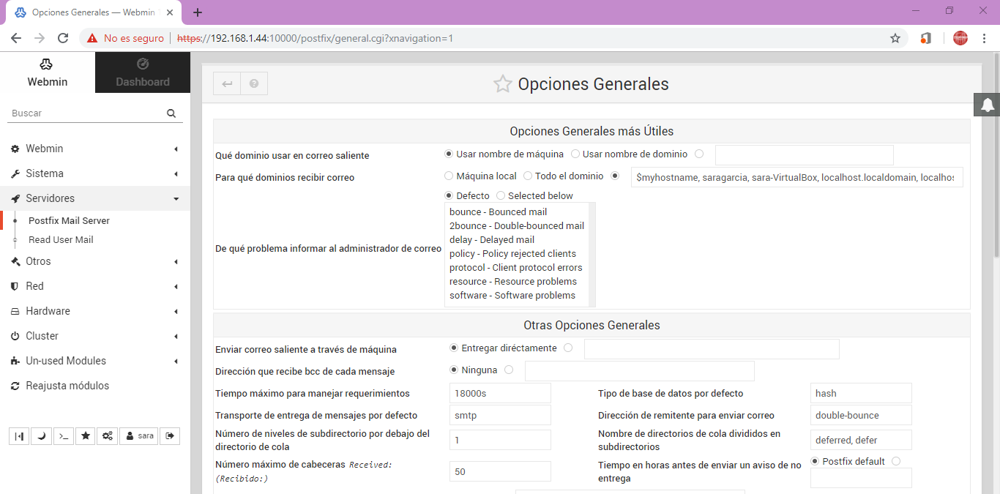 Opciones Generales — Webmin
No es seguro https://192.168.1.44:10000/postfix/general.cgi?xnavigation=1
Webmin
Dashboard
Buscar
Webmin
Sistema
Servidores
Postfix Mail Server
Read User Mail
Otros
Red
Hardware
Cluster
Un-used Modules
Reajusta módulos
sara
Opciones Generales
Opciones Generales más Útiles
Qué dominio usar en correo saliente Usar nombre de máquina Usar nombre de dominio
Para qué dominios recibir correo Máquina local Todo el dominio $myhostname, saragarcia, sara-VirtualBox, localhost.localdomain, localhos
De qué problema informar al administrador de correo Defecto Selected below
bounce - Bounced mail
2bounce - Double-bounced mail
delay - Delayed mail
policy - Policy rejected clients
protocol - Client protocol errors
resource - Resource problems
software - Software problems
Otras Opciones Generales
Enviar correo saliente a través de máquina Entregar diréctamente
Dirección que recibe bcc de cada mensaje Ninguna
Tiempo máximo para manejar requerimientos 18000s Tipo de base de datos por defecto hash
Transporte de entrega de mensajes por defecto smtp Dirección de remitente para enviar correo double-bounce
Número de niveles de subdirectorio por debajo del directorio de cola 1 Nombre de directorios de cola divididos en subdirectorios deferred, defer
Número máximo de cabeceras Received: (Recibido:) 50 Tiempo en horas antes de enviar un aviso de no entrega Postfix default